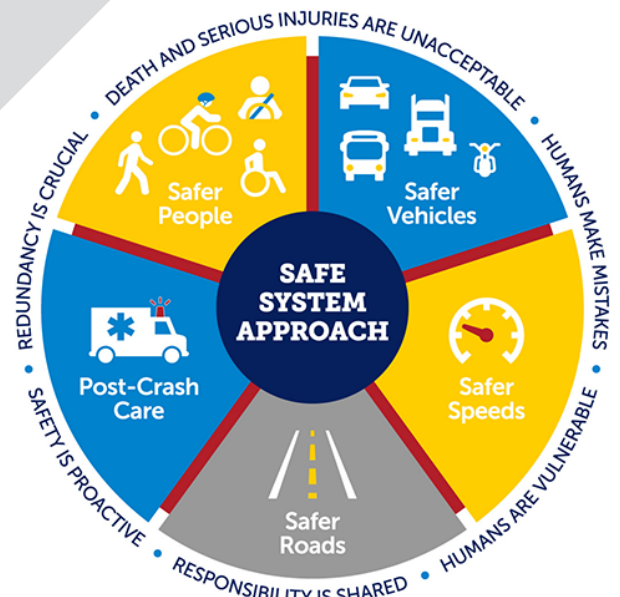 DEATH AND SERIOUS INJURIES ARE UNACCEPTABLE
HUMANS MAKE MISTAKES
HUMANS ARE VULNERABLE
RESPONSIBILITY IS SHARED
SAFETY IS PROACTIVE
REDUNDANCY IS CRUCIAL
Safer
People
Safer
Vehicles
SAFE
SYSTEM
APPROACH
Post-Crash
Care
Safer
Speeds
Safer
Roads